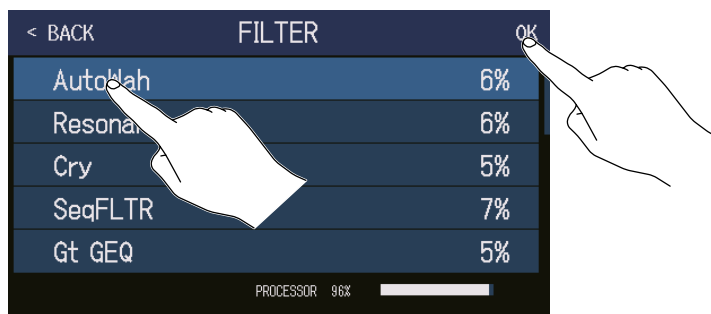 < BACK FILTER OK
AutoWah 6%
6%
Cry 5%
SeqFLTR 7%
Gt GEQ 5%
PROCESSOR 96%